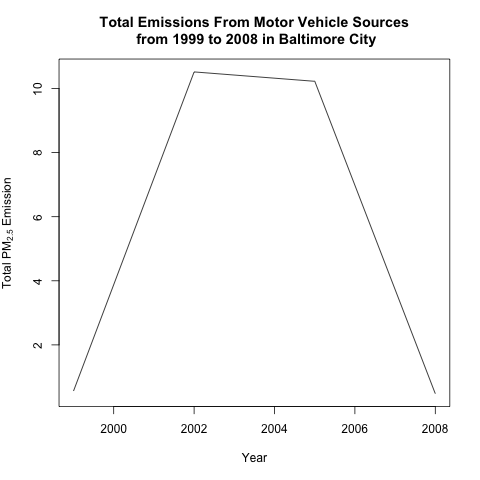 Total Emissions From Motor Vehicle Sources
from 1999 to 2008 in Baltimore City
Total PM2.5 Emission
10
8
6
4
2
2000 2002 2004 2006 2008
Year